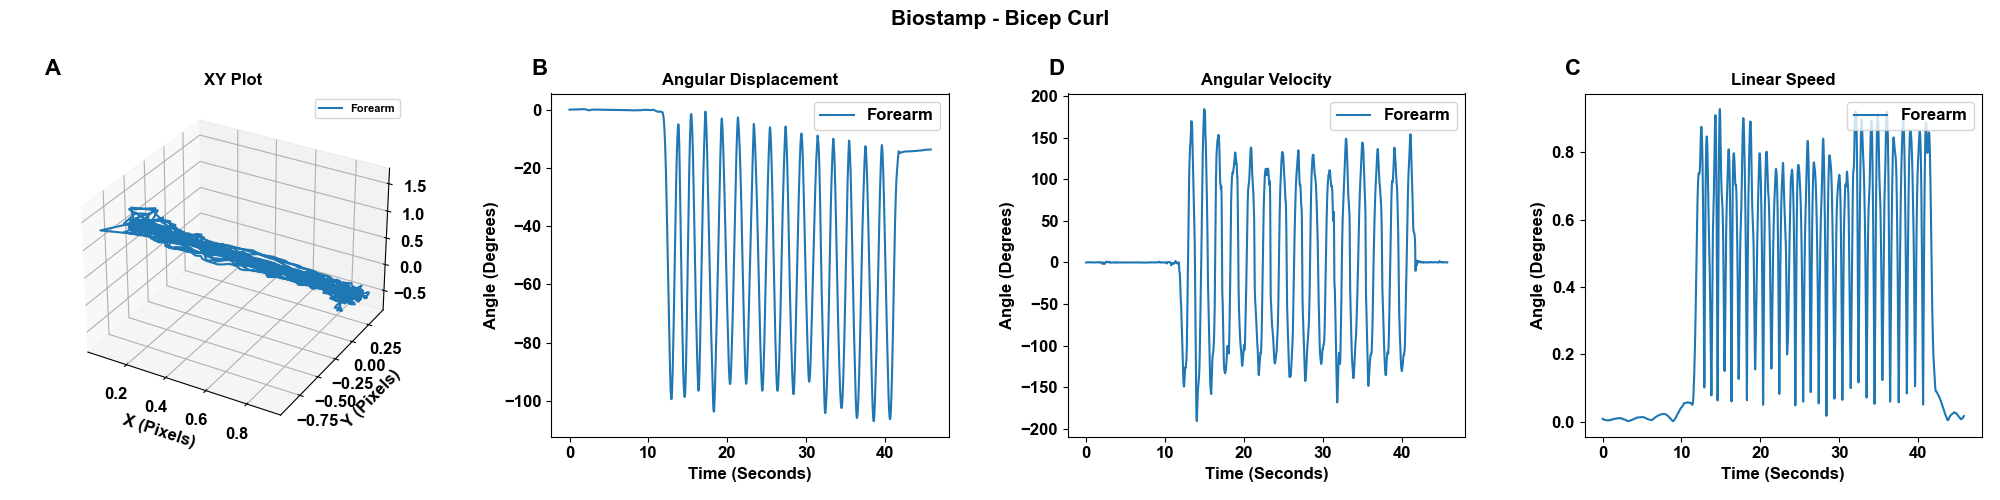 Biostamp - Bicep Curl
A
XY Plot
Forearm
1.5
1.0
0.5
0.0
−0.5
0.25
0.00
−0.25
−0.50
−0.75
Y (Pixels)
0.2
0.4
0.6
0.8
X (Pixels)
B
Angular Displacement
Forearm
0
−20
−40
−60
−80
−100
Angle (Degrees)
0 10 20 30 40
Time (Seconds)
D
Angular Velocity
Forearm
200
150
100
50
0
−50
−100
−150
−200
Angle (Degrees)
0 10 20 30 40
Time (Seconds)
C
Linear Speed
Forearm
0.8
0.6
0.4
0.2
0.0
Angle (Degrees)
0 10 20 30 40
Time (Seconds)